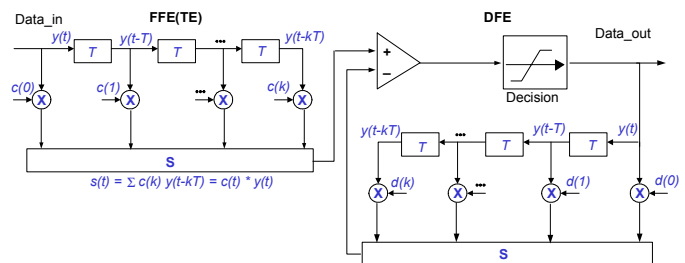 FFE(TE)
DFE
Data_in
Data_out
y(t) T y(t-T) T ... T y(t-kT)
c(0) X c(1) X ... X c(k) X
S
s(t) = Σ c(k) y(t-kT) = c(t) * y(t)
+
−
Decision
y(t-kT) T ... T y(t-T) T y(t)
X d(k) X ... X d(1) X d(0)
S